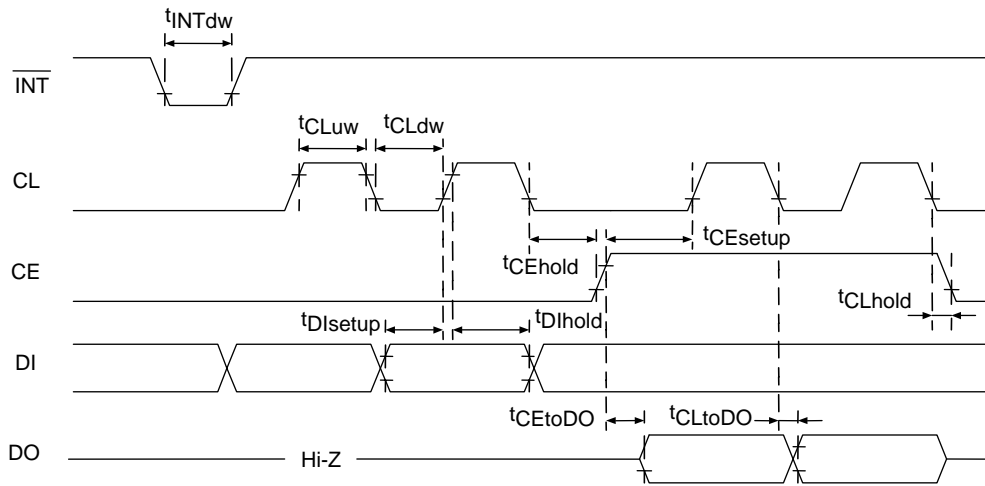 tINTdw
INT
tCLuw
tCLdw
CL
tCEsetup
tCEhold
CE
tCLhold
tDIsetup
tDIhold
DI
tCEtoDO
tCLtoDO
DO
Hi-Z